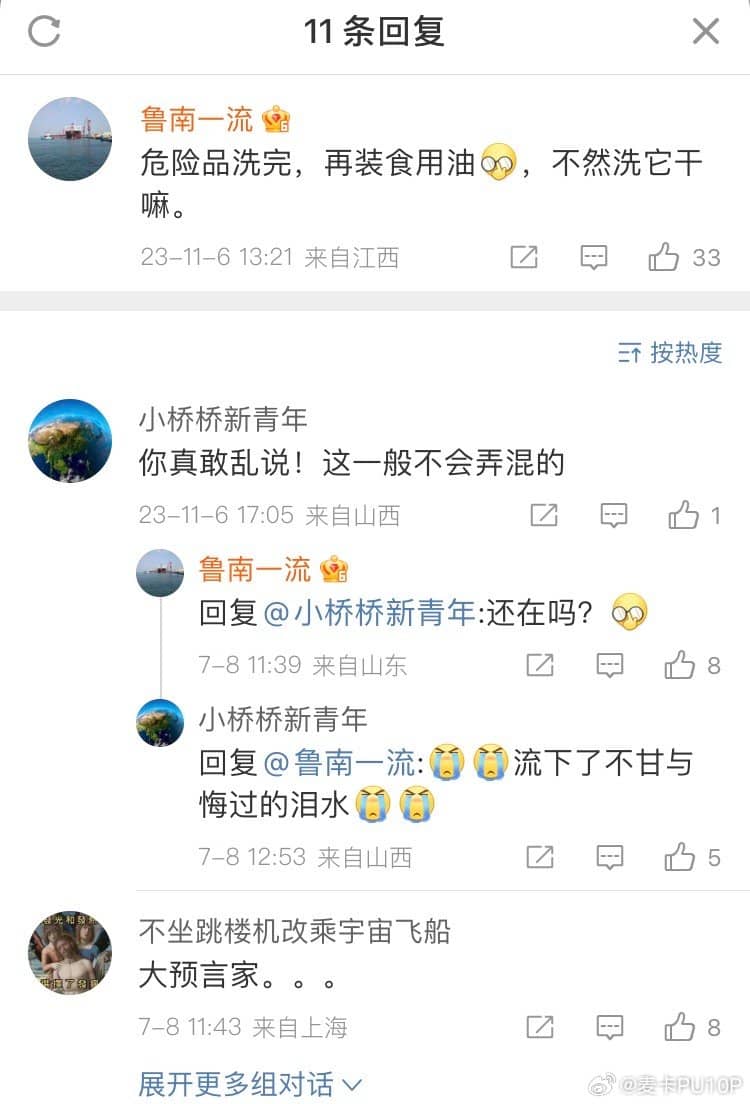 11 条回复
鲁南一流
危险品洗完，再装食用油，不然洗它干
嘛。
23-11-6 13:21 来自江西
33
按热度
小桥桥新青年
你真敢乱说！这一般不会弄混的
23-11-6 17:05 来自山西
1
鲁南一流
回复@小桥桥新青年:还在吗？
7-8 11:39 来自山东
8
小桥桥新青年
回复@鲁南一流:😭😭流下了不甘与
悔过的泪水😭😭
7-8 12:53 来自山西
5
不坐跳楼机改乘宇宙飞船
大预言家。。。
7-8 11:43 来自上海
8
展开更多组对话
@麦卡PU10P